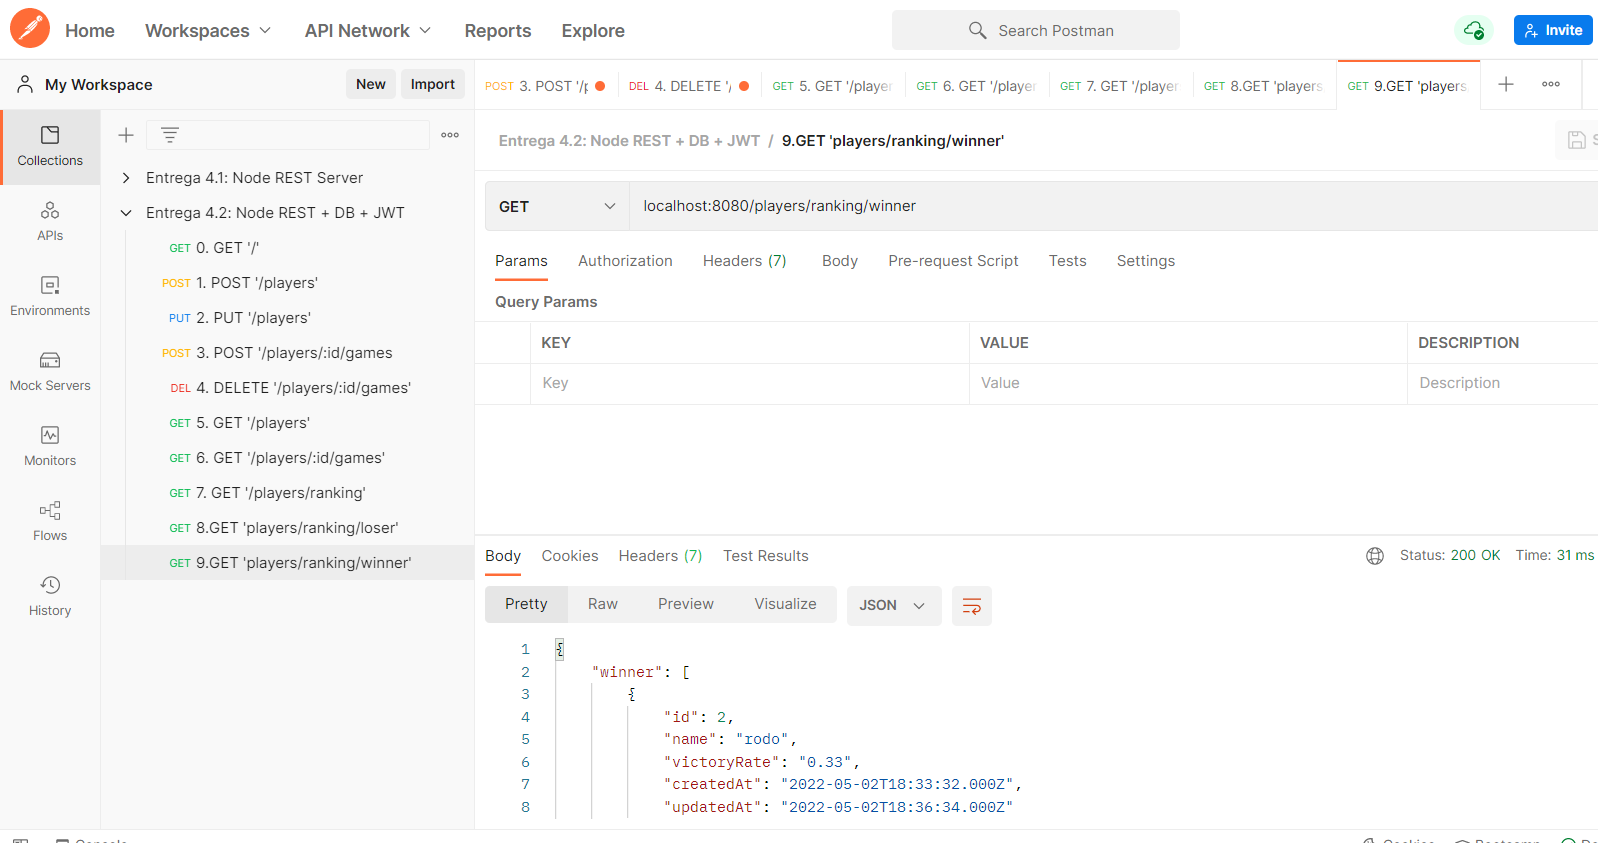 Home Workspaces API Network Reports Explore Search Postman Invite
My Workspace New Import
POST 3. POST '/p DEL 4. DELETE '/ GET 5. GET '/player GET 6. GET '/player GET 7. GET '/player GET 8.GET 'players, GET 9.GET 'players,
Collections
APIs
Environments
Mock Servers
Monitors
Flows
History
Entrega 4.1: Node REST Server
Entrega 4.2: Node REST + DB + JWT
GET 0. GET '/'
POST 1. POST '/players'
PUT 2. PUT '/players'
POST 3. POST '/players/:id/games
DEL 4. DELETE '/players/:id/games'
GET 5. GET '/players'
GET 6. GET '/players/:id/games'
GET 7. GET '/players/ranking'
GET 8.GET 'players/ranking/loser'
GET 9.GET 'players/ranking/winner'
Entrega 4.2: Node REST + DB + JWT / 9.GET 'players/ranking/winner'
GET localhost:8080/players/ranking/winner
Params Authorization Headers (7) Body Pre-request Script Tests Settings
Query Params
KEY VALUE DESCRIPTION
Key Value Description
Body Cookies Headers (7) Test Results Status: 200 OK Time: 31 ms
Pretty Raw Preview Visualize JSON
1 {
2 "winner": [
3 {
4 "id": 2,
5 "name": "rodo",
6 "victoryRate": "0.33",
7 "createdAt": "2022-05-02T18:33:32.000Z",
8 "updatedAt": "2022-05-02T18:36:34.000Z"
Console Cookies Bootcamp